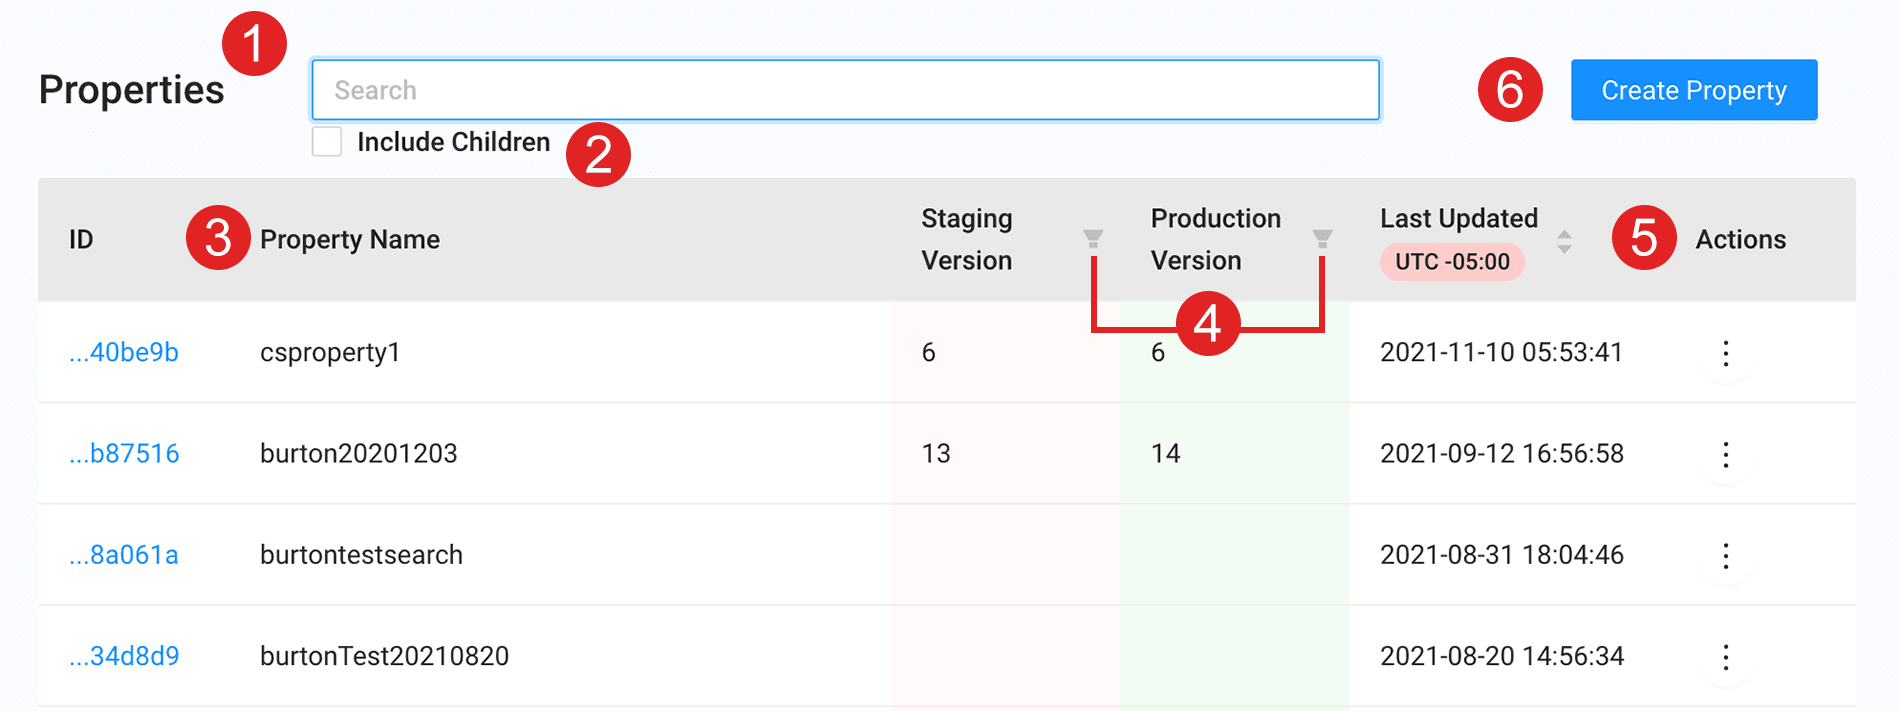 1
Properties
Search
6
Create Property
Include Children
2
ID
3
Property Name
Staging Version
Production Version
Last Updated
UTC -05:00
5
Actions
4
...40be9b csproperty1 6 6 2021-11-10 05:53:41
...b87516 burton20201203 13 14 2021-09-12 16:56:58
...8a061a burtontestsearch 2021-08-31 18:04:46
...34d8d9 burtonTest20210820 2021-08-20 14:56:34